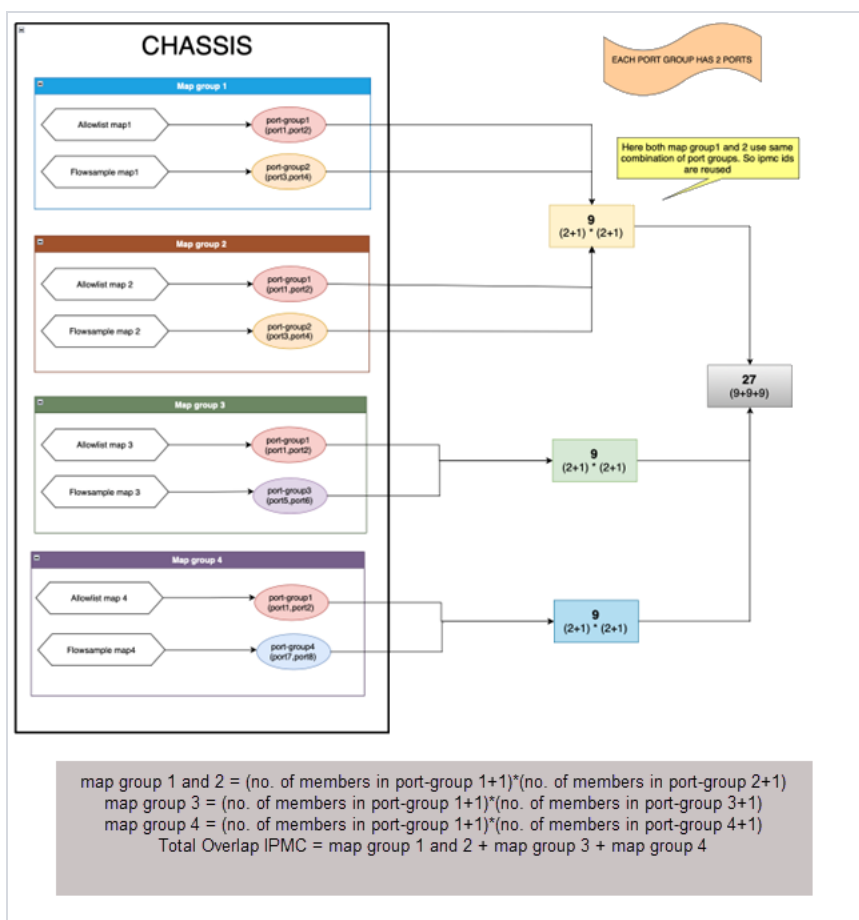 CHASSIS
EACH PORT GROUP HAS 2 PORTS
Map group 1
Allowlist map1
port-group1
(port1,port2)
Flowsample map1
port-group2
(port3,port4)
Here both map group1 and 2 use same
combination of port groups. So ipmc ids
are reused
9
(2+1) * (2+1)
Map group 2
Allowlist map 2
port-group1
(port1,port2)
Flowsample map 2
port-group2
(port3,port4)
27
(9+9+9)
Map group 3
Allowlist map 3
port-group1
(port1,port2)
Flowsample map 3
port-group3
(port5,port6)
9
(2+1) * (2+1)
Map group 4
Allowlist map 4
port-group1
(port1,port2)
Flowsample map4
port-group4
(port7,port8)
9
(2+1) * (2+1)
map group 1 and 2 = (no. of members in port-group 1+1)*(no. of members in port-group 2+1)
map group 3 = (no. of members in port-group 1+1)*(no. of members in port-group 3+1)
map group 4 = (no. of members in port-group 1+1)*(no. of members in port-group 4+1)
Total Overlap IPMC = map group 1 and 2 + map group 3 + map group 4